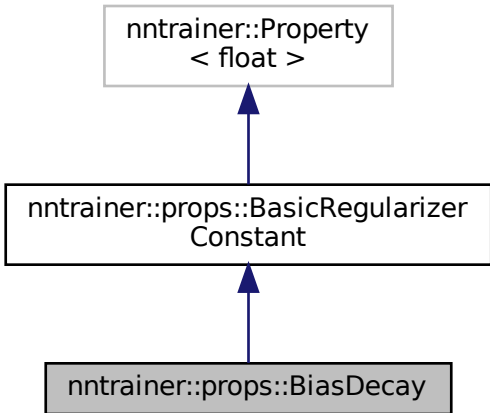 nntrainer::Property
< float >
nntrainer::props::BasicRegularizer
Constant
nntrainer::props::BiasDecay